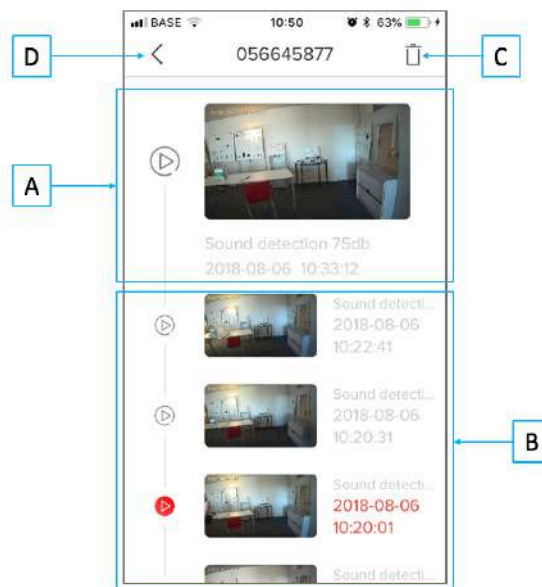 BASE 10:50 63%
D 056645877 C
A
Sound detection 75db
2018-08-06 10:33:12
Sound detecti...
2018-08-06
10:22:41
Sound detecti...
2018-08-06
10:20:31
B
Sound detecti...
2018-08-06
10:20:01
Sound detecti...